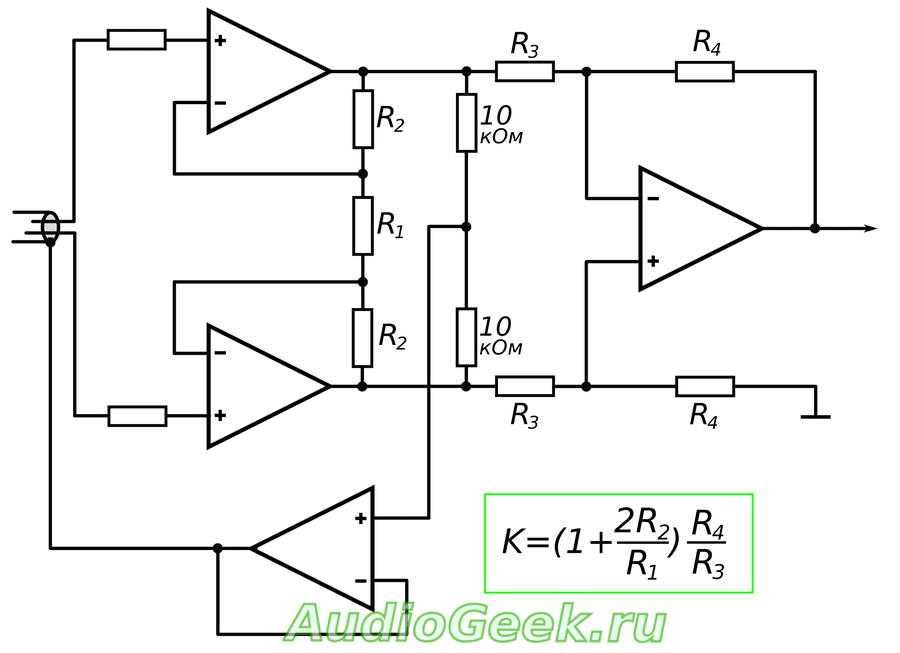 R3
R4
+
−
R2
10
кОм
R1
−
+
−
+
R2
10
кОм
R3
R4
+
−
K=(1+2R2/R1)R4/R3
AudioGeek.ru